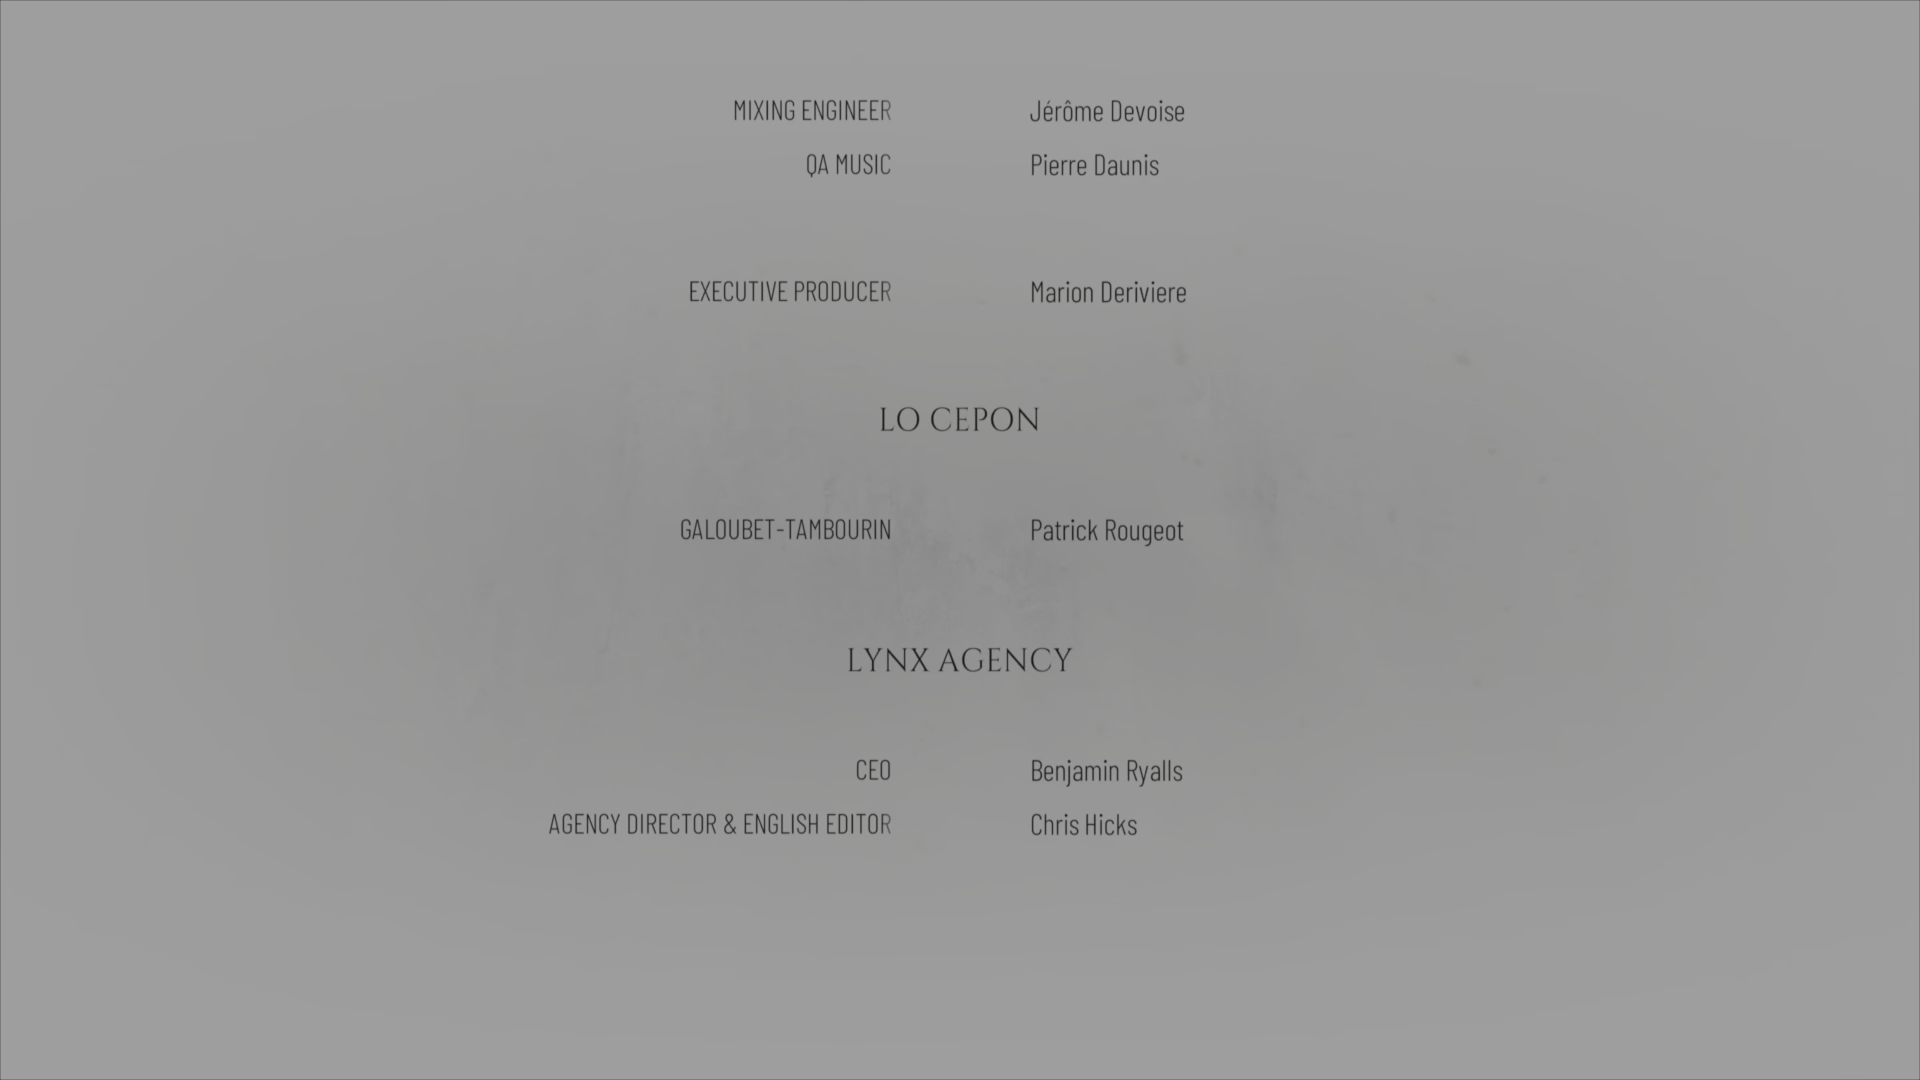 MIXING ENGINEER Jérôme Devoise
QA MUSIC Pierre Daunis
EXECUTIVE PRODUCER Marion Deriviere
LO CEPON
GALOUBET-TAMBOURIN Patrick Rougeot
LYNX AGENCY
CEO Benjamin Ryalls
AGENCY DIRECTOR & ENGLISH EDITOR Chris Hicks